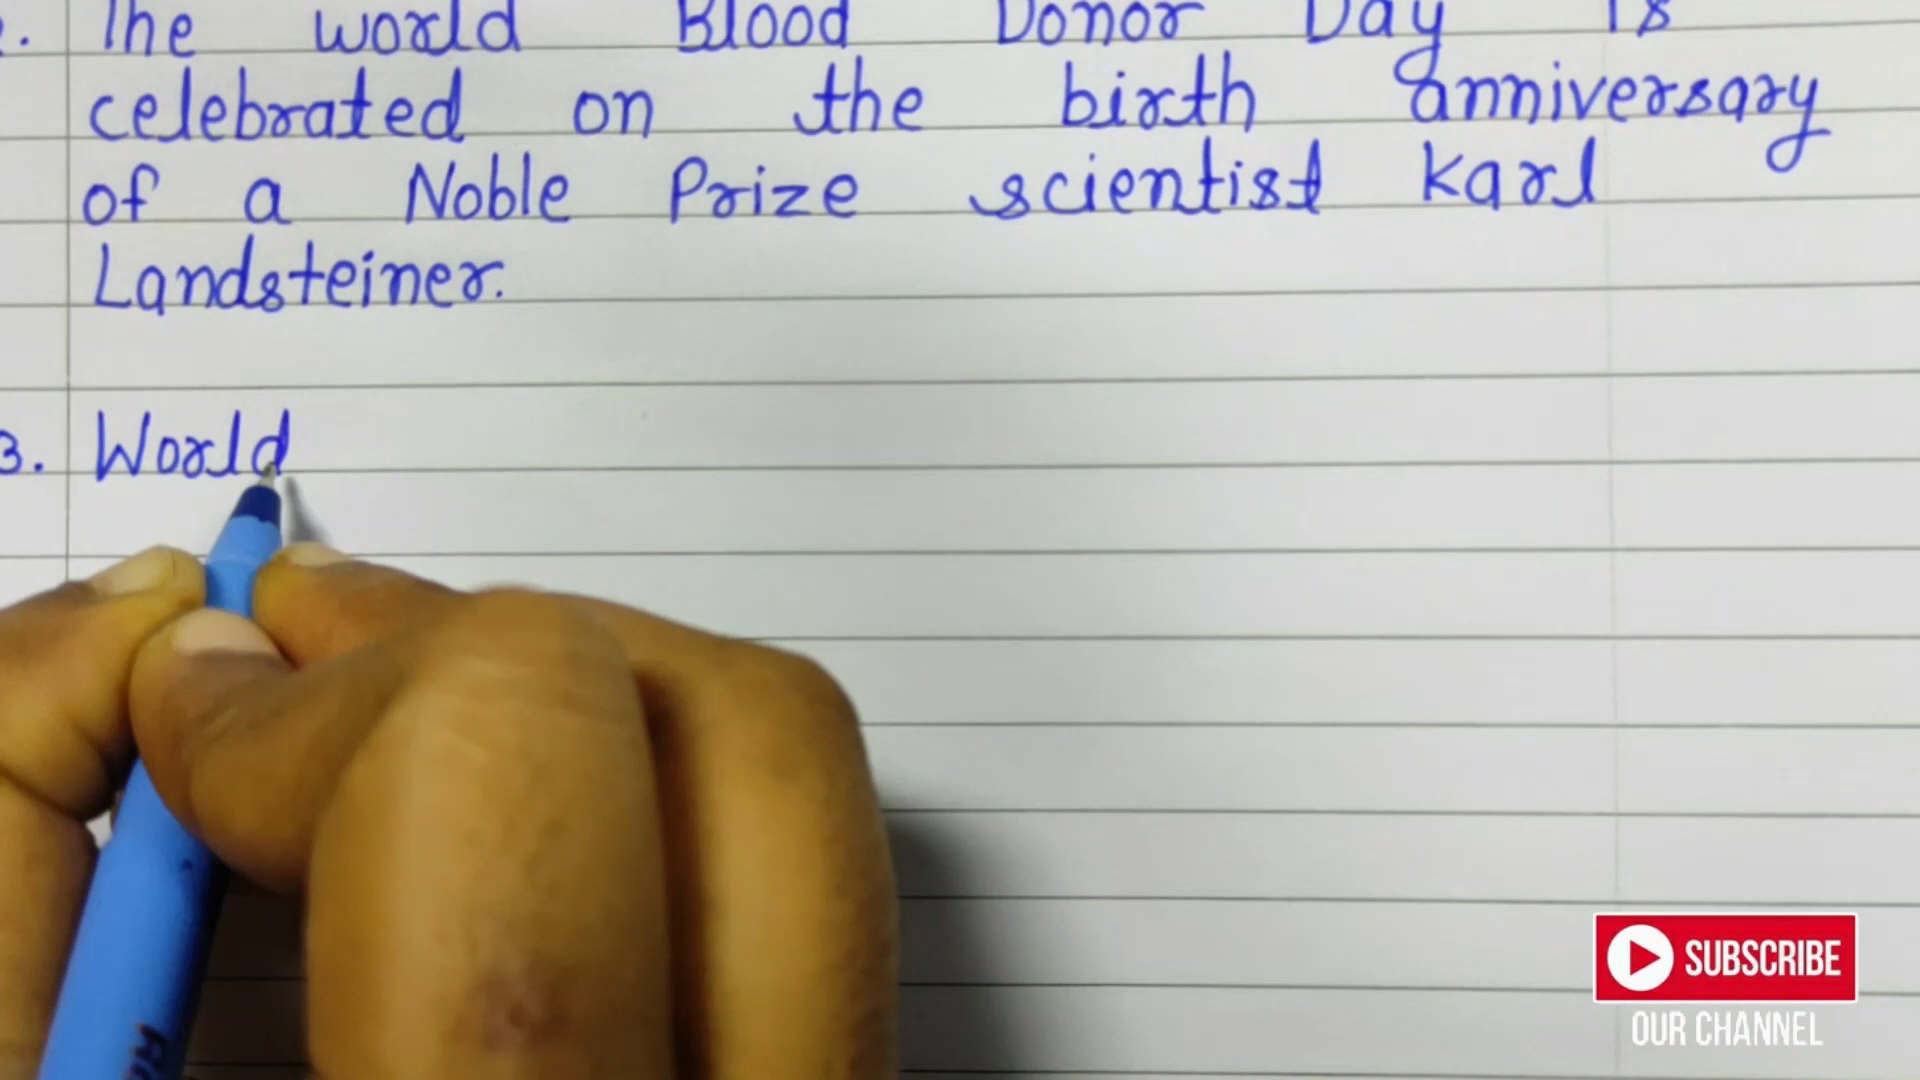 2. The world Blood Donor Day is
celebrated on the birth anniversary
of a Noble Prize scientist Karl
Landsteiner.
3. World
SUBSCRIBE
OUR CHANNEL